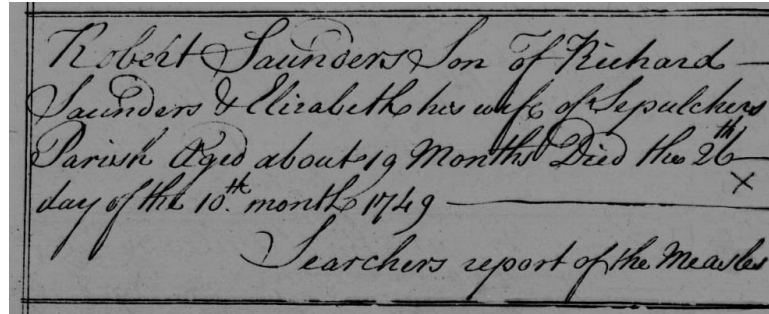 Robert Saunders Son of Richard —
Saunders & Elizabeth his wife of Sepulchers
Parish Aged about 19 Months Died the 26th —
day of the 10th. month 1749 — ×
Searchers report of the Measles